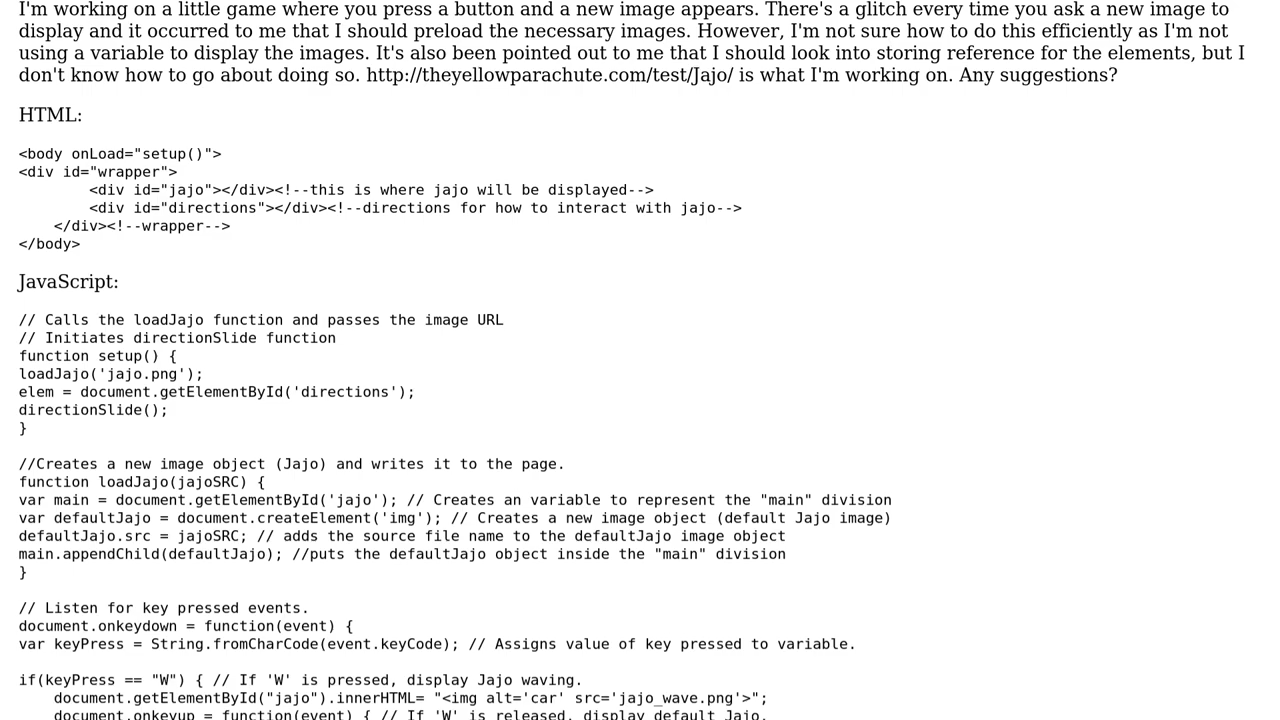 I'm working on a little game where you press a button and a new image appears. There's a glitch every time you ask a new image to
display and it occurred to me that I should preload the necessary images. However, I'm not sure how to do this efficiently as I'm not
using a variable to display the images. It's also been pointed out to me that I should look into storing reference for the elements, but I
don't know how to go about doing so. http://theyellowparachute.com/test/Jajo/ is what I'm working on. Any suggestions?
HTML:
<body onLoad="setup()">
<div id="wrapper">
        <div id="jajo"></div><!--this is where jajo will be displayed-->
        <div id="directions"></div><!--directions for how to interact with jajo-->
    </div><!--wrapper-->
</body>
JavaScript:
// Calls the loadJajo function and passes the image URL
// Initiates directionSlide function
function setup() {
loadJajo('jajo.png');
elem = document.getElementById('directions');
directionSlide();
}
//Creates a new image object (Jajo) and writes it to the page.
function loadJajo(jajoSRC) {
var main = document.getElementById('jajo'); // Creates an variable to represent the "main" division
var defaultJajo = document.createElement('img'); // Creates a new image object (default Jajo image)
defaultJajo.src = jajoSRC; // adds the source file name to the defaultJajo image object
main.appendChild(defaultJajo); //puts the defaultJajo object inside the "main" division
}
// Listen for key pressed events.
document.onkeydown = function(event) {
var keyPress = String.fromCharCode(event.keyCode); // Assigns value of key pressed to variable.
if(keyPress == "W") { // If 'W' is pressed, display Jajo waving.
    document.getElementById("jajo").innerHTML= "<img alt='car' src='jajo_wave.png'>";
    document.onkeyup = function(event) { // If 'W' is released, display default Jajo.